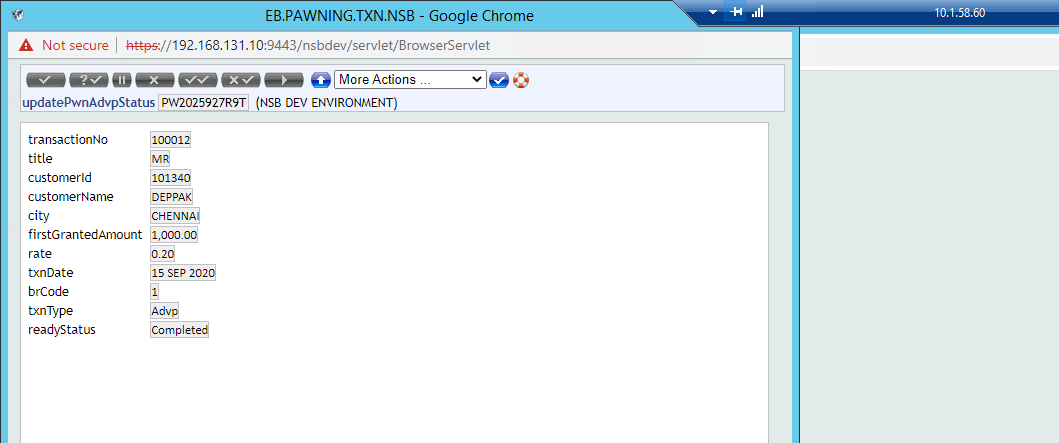 EB.PAWNING.TXN.NSB - Google Chrome
10.1.58.60
Not secure | https://192.168.131.10:9443/nsbdev/servlet/BrowserServlet
More Actions ...
updatePwnAdvpStatus PW2025927R9T (NSB DEV ENVIRONMENT)
transactionNo 100012
title MR
customerId 101340
customerName DEPPAK
city CHENNAI
firstGrantedAmount 1,000.00
rate 0.20
txnDate 15 SEP 2020
brCode 1
txnType Advp
readyStatus Completed